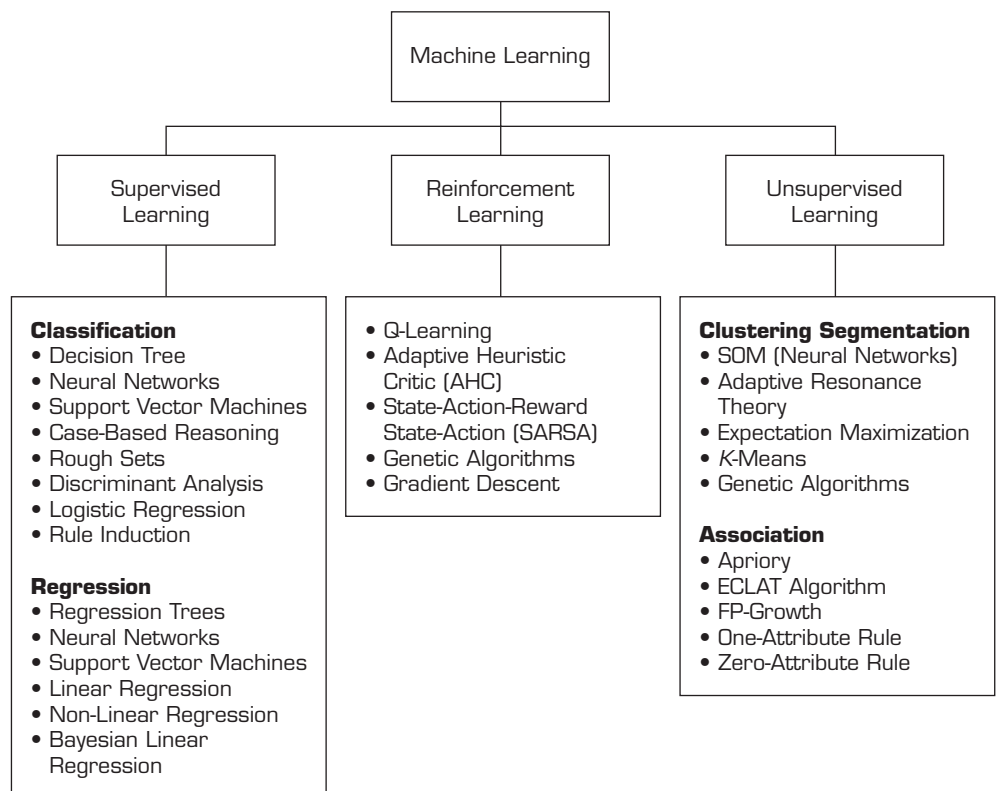 Machine Learning
Supervised
Learning
Reinforcement
Learning
Unsupervised
Learning
Classification
• Decision Tree
• Neural Networks
• Support Vector Machines
• Case-Based Reasoning
• Rough Sets
• Discriminant Analysis
• Logistic Regression
• Rule Induction
Regression
• Regression Trees
• Neural Networks
• Support Vector Machines
• Linear Regression
• Non-Linear Regression
• Bayesian Linear
Regression
• Q-Learning
• Adaptive Heuristic
Critic (AHC)
• State-Action-Reward
State-Action (SARSA)
• Genetic Algorithms
• Gradient Descent
Clustering Segmentation
• SOM (Neural Networks)
• Adaptive Resonance
Theory
• Expectation Maximization
• K-Means
• Genetic Algorithms
Association
• Apriory
• ECLAT Algorithm
• FP-Growth
• One-Attribute Rule
• Zero-Attribute Rule